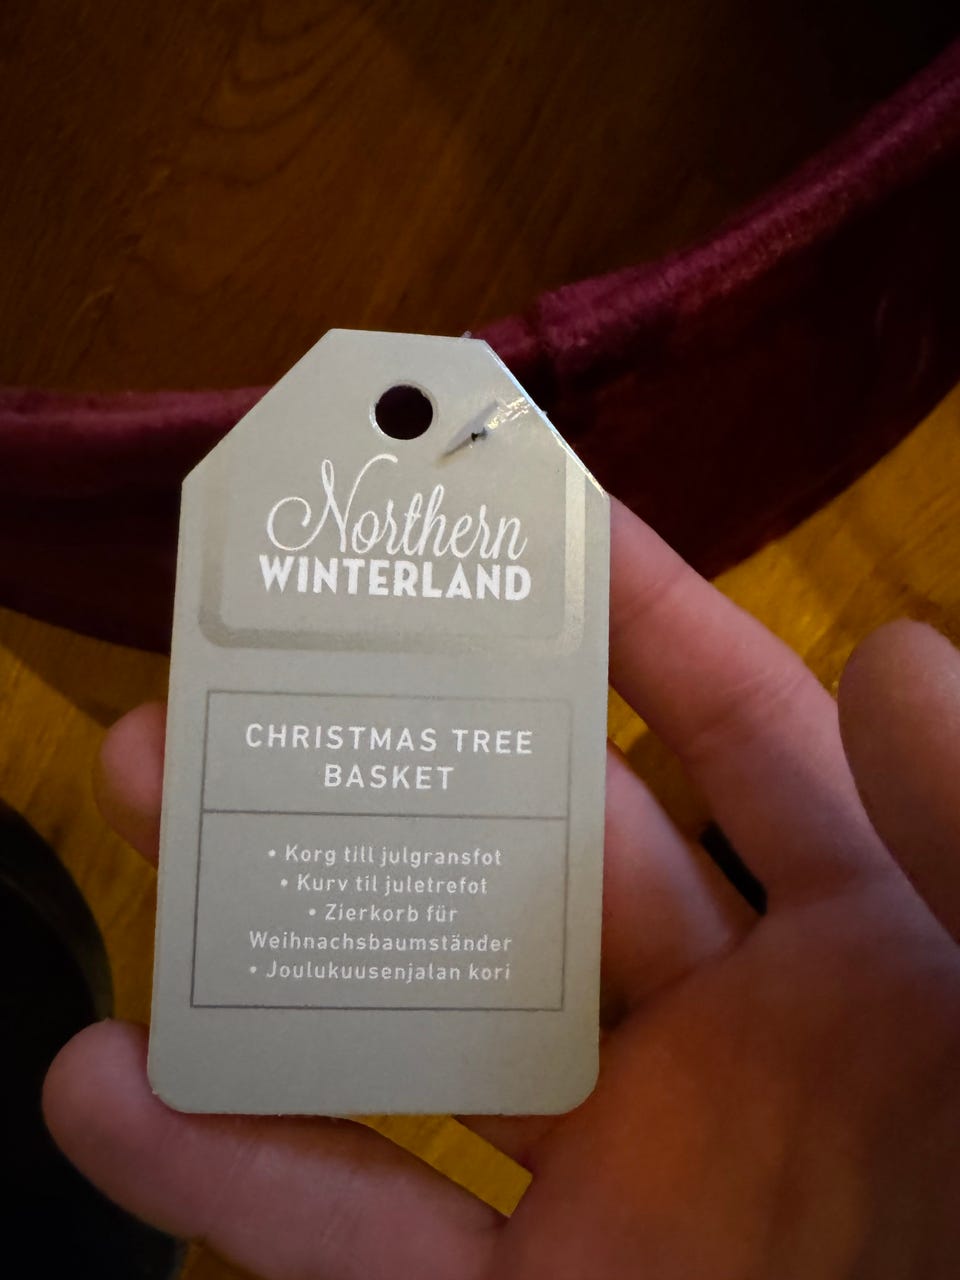 Northern
WINTERLAND
CHRISTMAS TREE
BASKET
• Korg till julgransfot
• Kurv til juletrefot
• Zierkorb für
Weihnachsbaumständer
• Joulukuusenjalan kori